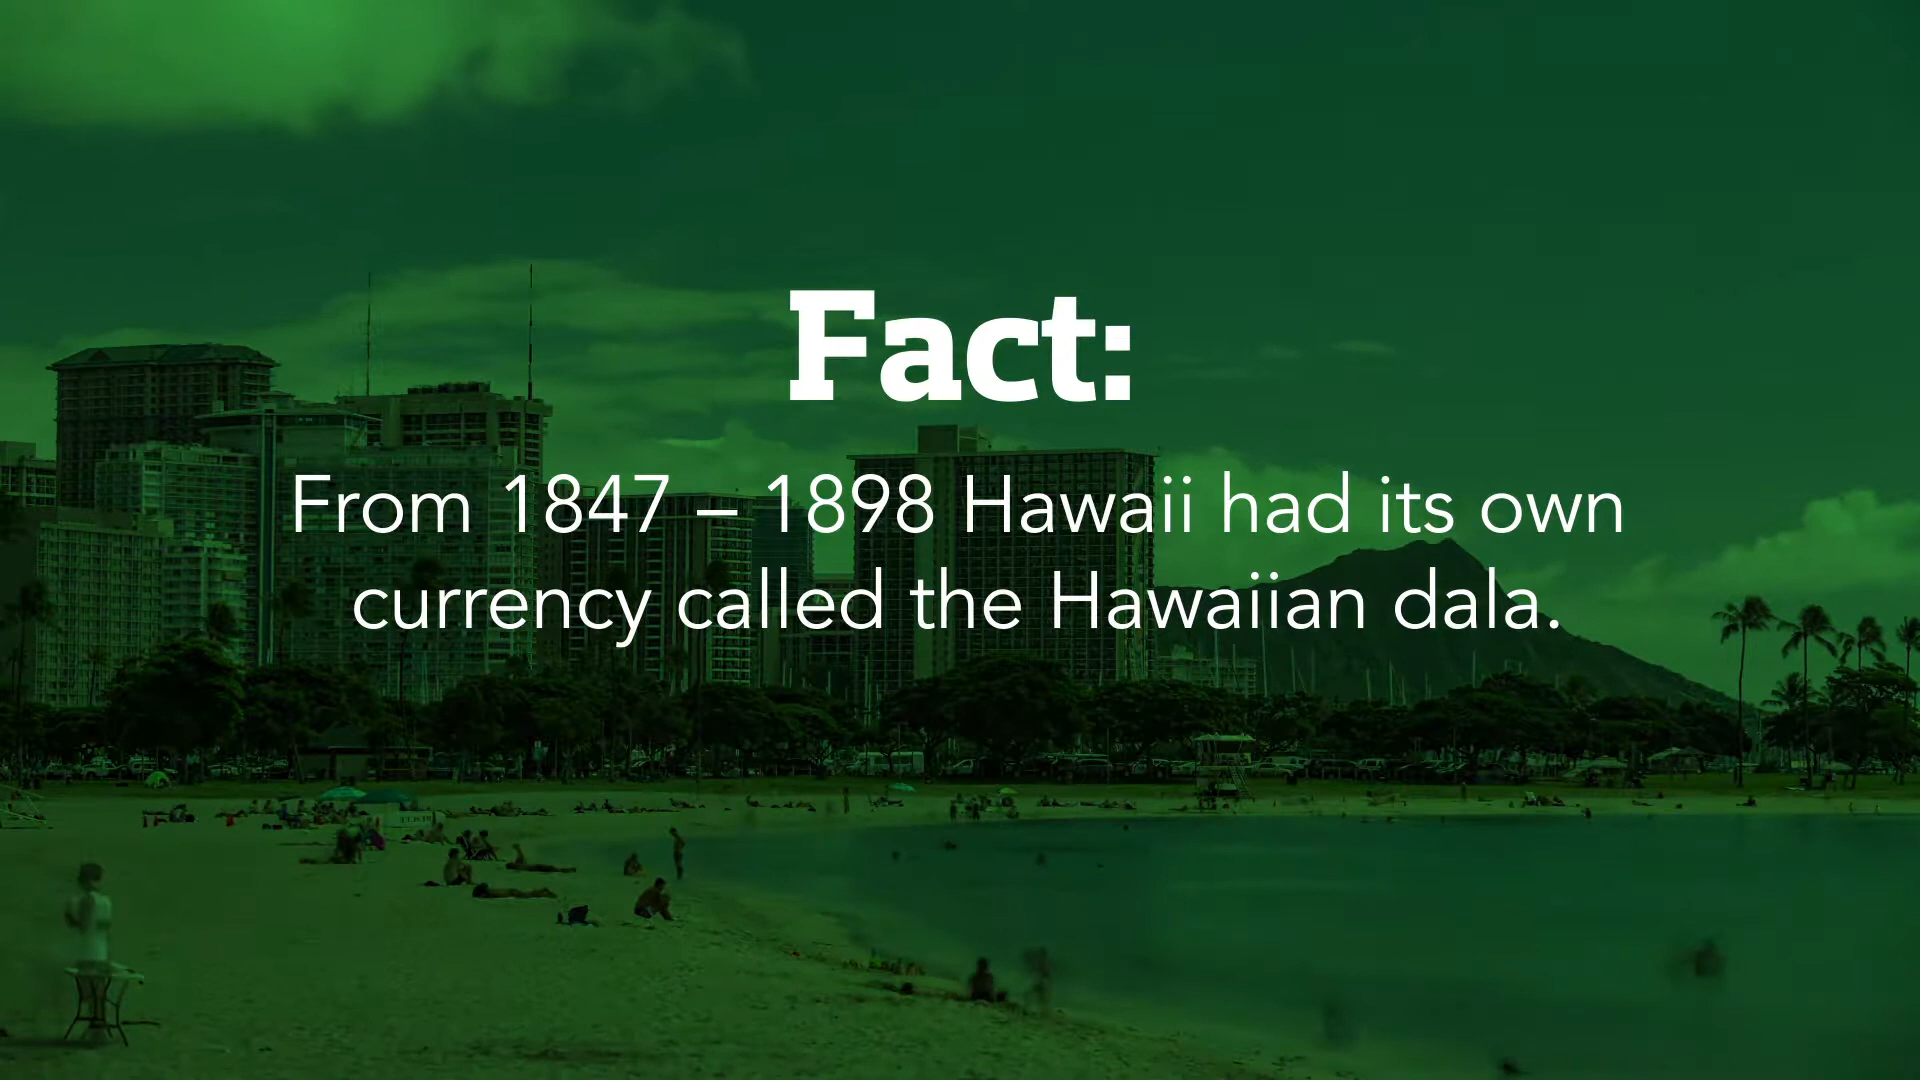 Fact:
From 1847 – 1898 Hawaii had its own
currency called the Hawaiian dala.